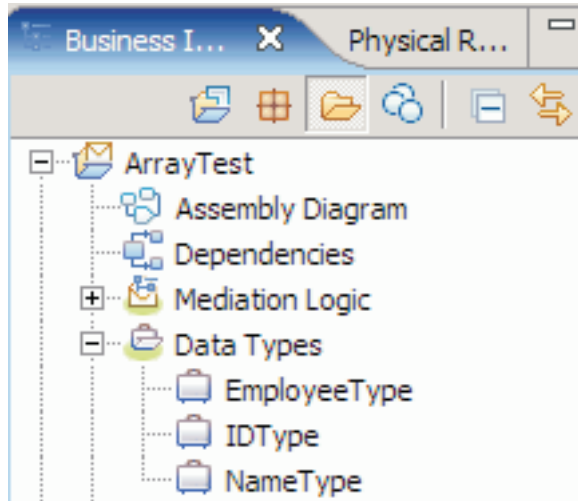 Business I...
Physical R...
ArrayTest
Assembly Diagram
Dependencies
Mediation Logic
Data Types
EmployeeType
IDType
NameType